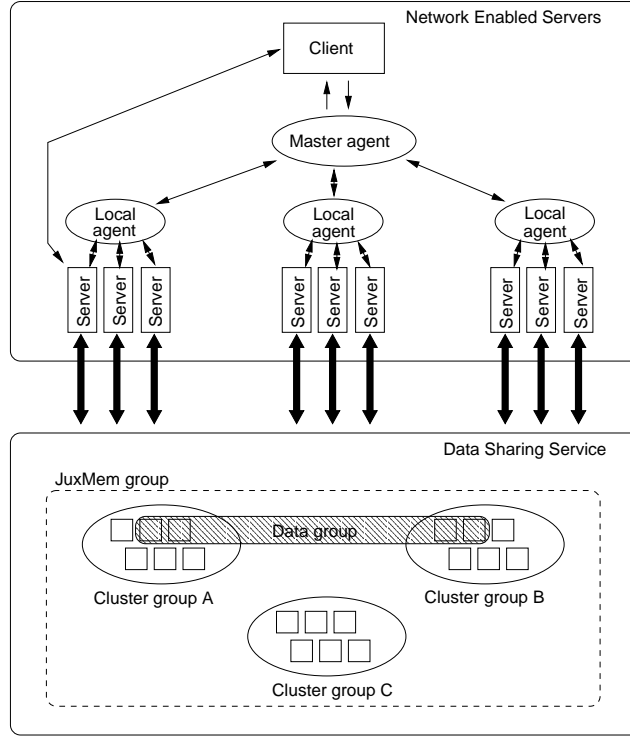 Network Enabled Servers
Client
Master agent
Local
agent
Local
agent
Local
agent
Server
Server
Server
Server
Server
Server
Server
Server
Server
Data Sharing Service
JuxMem group
Data group
Cluster group A
Cluster group B
Cluster group C